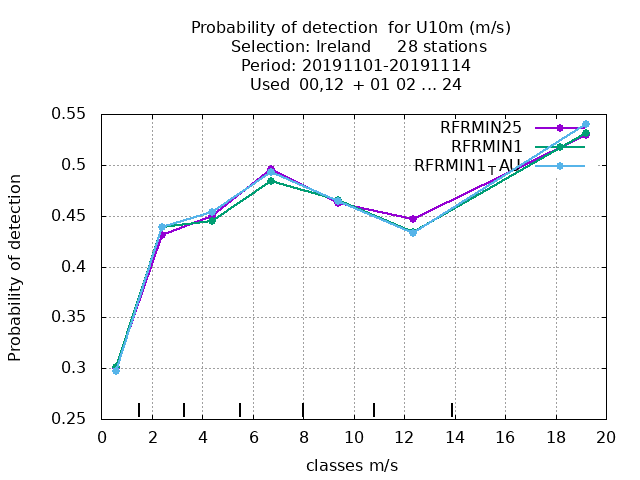 Probability of detection for U10m (m/s)
Selection: Ireland 28 stations
Period: 20191101-20191114
Used 00,12 + 01 02 ... 24
0.55
0.5
0.45
0.4
0.35
0.3
0.25
Probability of detection
RFRMIN25
RFRMIN1
RFRMIN1TAU
0 2 4 6 8 10 12 14 16 18 20
classes m/s